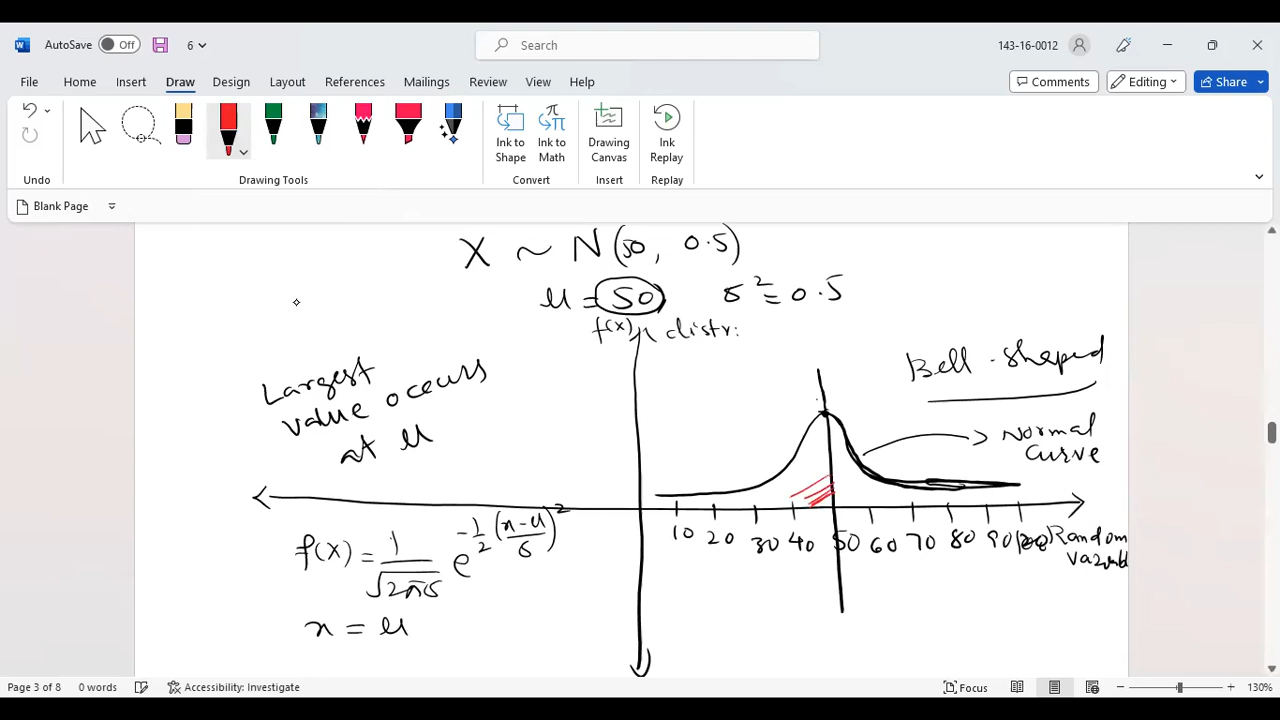 AutoSave Off 6 Search 143-16-0012
File Home Insert Draw Design Layout References Mailings Review View Help Comments Editing Share
Ink to Shape Ink to Math Drawing Canvas Ink Replay
Undo Drawing Tools Convert Insert Replay
Blank Page
X ~ N(50, 0.5)
μ = 50 σ² = 0.5
f(x) distr:
Largest
value occurs
at μ
Bell-shaped
Normal
Curve
10 20 30 40 50 60 70 80 90 100
Random
f(x) = 1/√2πσ e^-1/2 (x-μ/σ)²
x = μ
Page 3 of 8 0 words Accessibility: Investigate Focus 130%